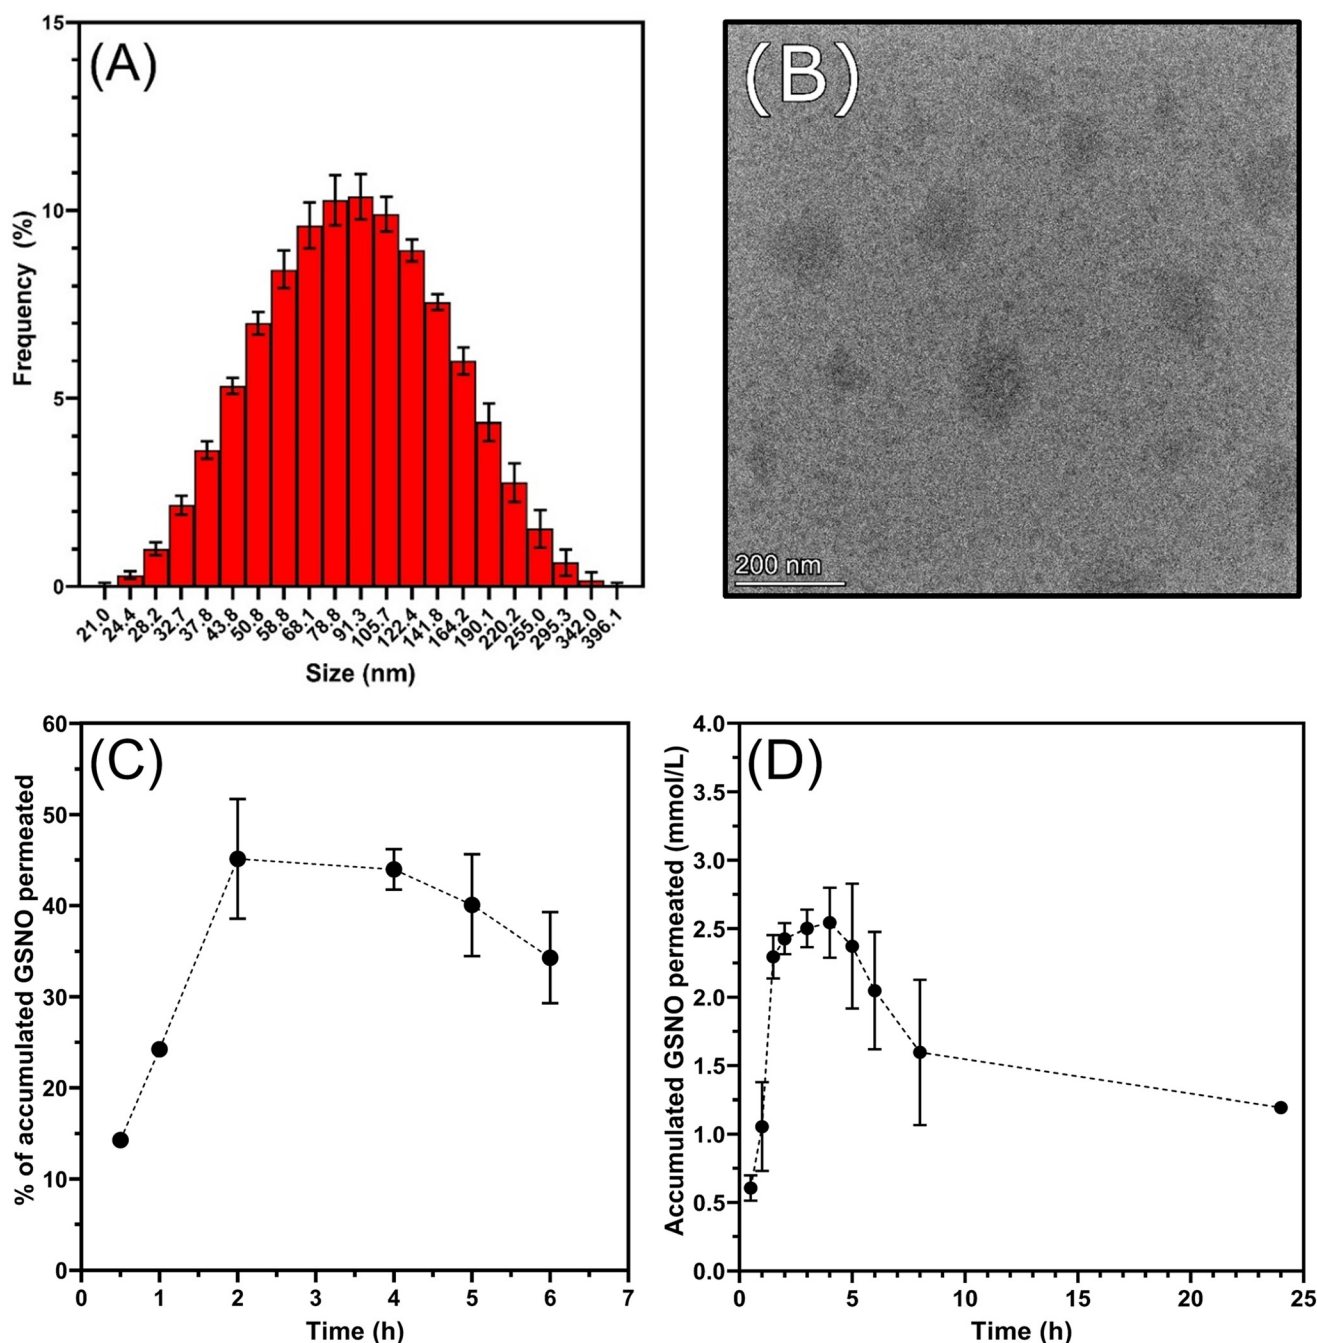 (A)
15
10
5
0
Frequency (%)
21.0 24.4 28.2 32.7 37.8 43.8 50.8 58.8 68.1 78.8 91.3 105.7 122.4 141.8 164.2 190.1 220.2 255.0 295.3 342.0 396.1
Size (nm)
(B)
200 nm
(C)
60
50
40
30
20
10
0
% of accumulated GSNO permeated
0 1 2 3 4 5 6 7
Time (h)
(D)
4.0
3.5
3.0
2.5
2.0
1.5
1.0
0.5
0.0
Accumulated GSNO permeated (mmol/L)
0 5 10 15 20 25
Time (h)